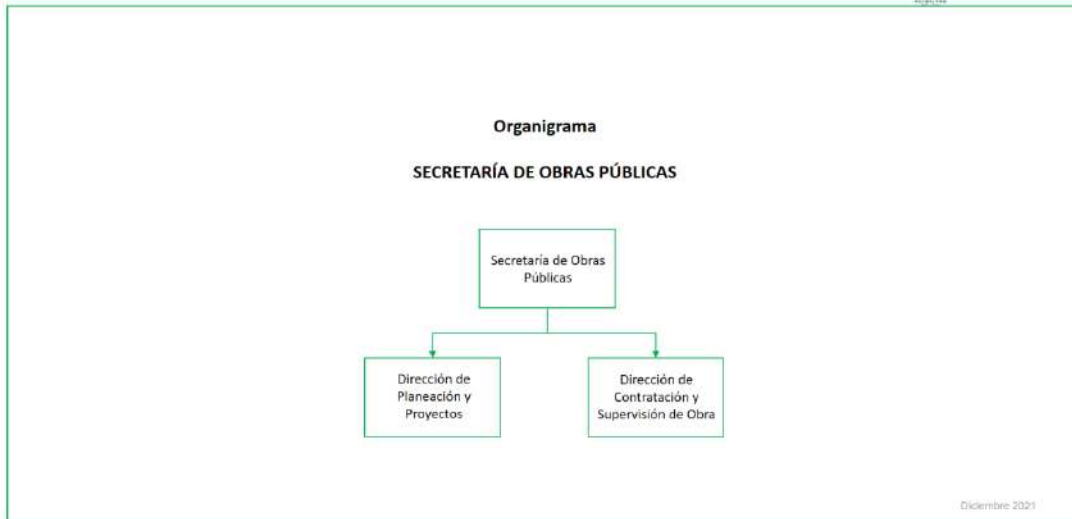 Organigrama
SECRETARÍA DE OBRAS PÚBLICAS
Secretaría de Obras
Públicas
Dirección de
Planeación y
Proyectos
Dirección de
Contratación y
Supervisión de Obra
Diciembre 2021